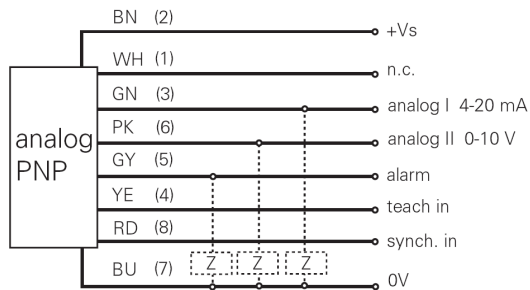 BN (2) +Vs
WH (1) n.c.
GN (3) analog I 4-20 mA
PK (6) analog II 0-10 V
analog
PNP
GY (5) alarm
YE (4) teach in
RD (8) synch. in
Z Z Z
BU (7) 0V